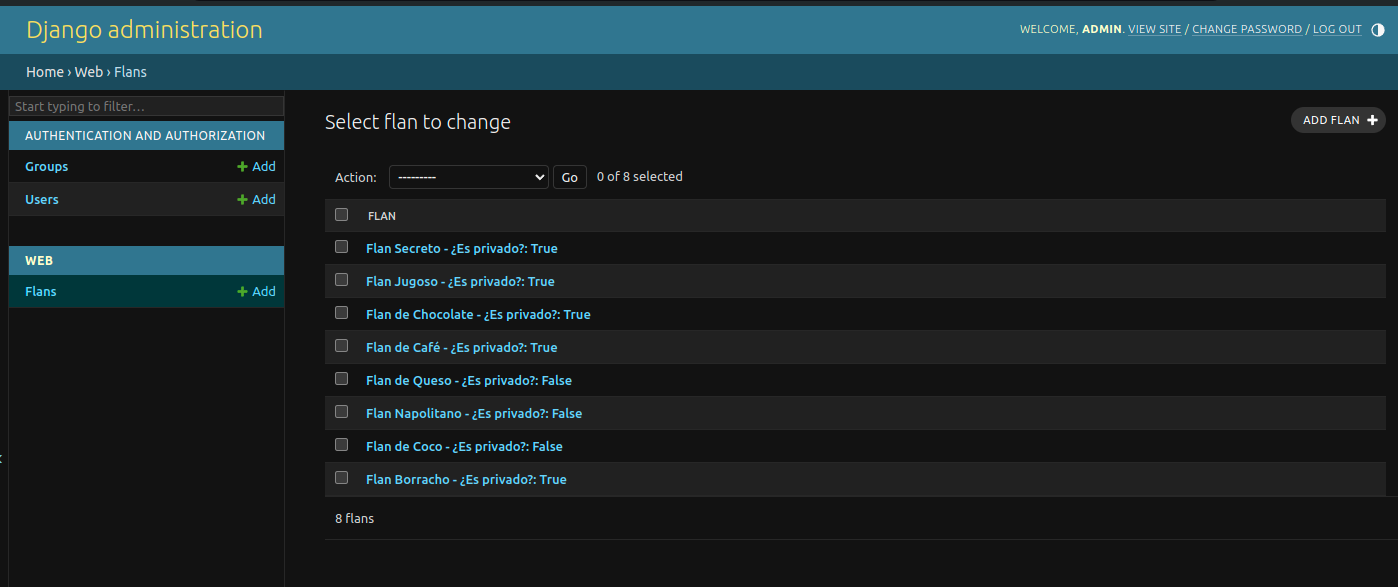 Django administration
WELCOME, ADMIN. VIEW SITE / CHANGE PASSWORD / LOG OUT
Home › Web › Flans
Start typing to filter…
AUTHENTICATION AND AUTHORIZATION
Groups + Add
Users + Add
WEB
Flans + Add
Select flan to change
ADD FLAN +
Action: --------- Go 0 of 8 selected
FLAN
Flan Secreto - ¿Es privado?: True
Flan Jugoso - ¿Es privado?: True
Flan de Chocolate - ¿Es privado?: True
Flan de Café - ¿Es privado?: True
Flan de Queso - ¿Es privado?: False
Flan Napolitano - ¿Es privado?: False
Flan de Coco - ¿Es privado?: False
Flan Borracho - ¿Es privado?: True
8 flans